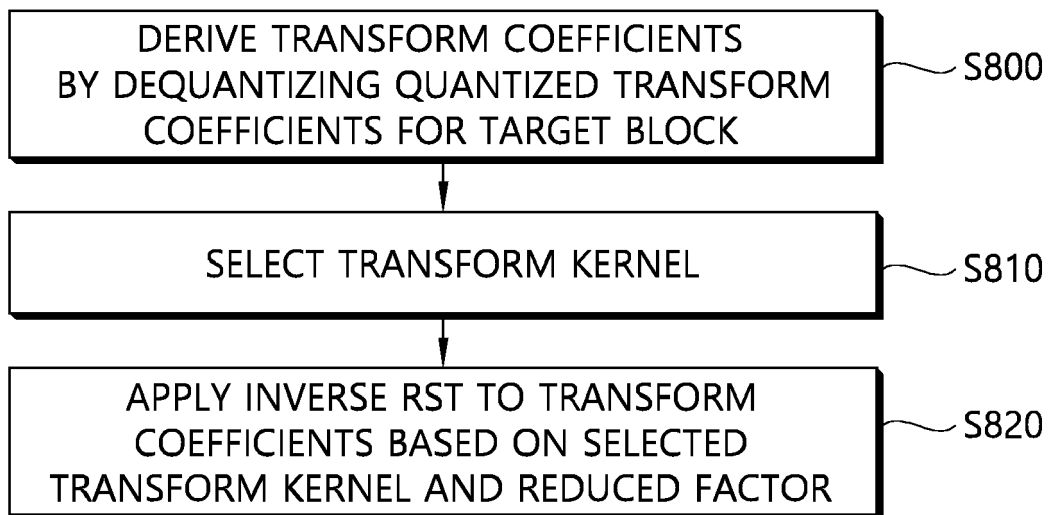 DERIVE TRANSFORM COEFFICIENTS
BY DEQUANTIZING QUANTIZED TRANSFORM
COEFFICIENTS FOR TARGET BLOCK
S800
SELECT TRANSFORM KERNEL
S810
APPLY INVERSE RST TO TRANSFORM
COEFFICIENTS BASED ON SELECTED
TRANSFORM KERNEL AND REDUCED FACTOR
S820